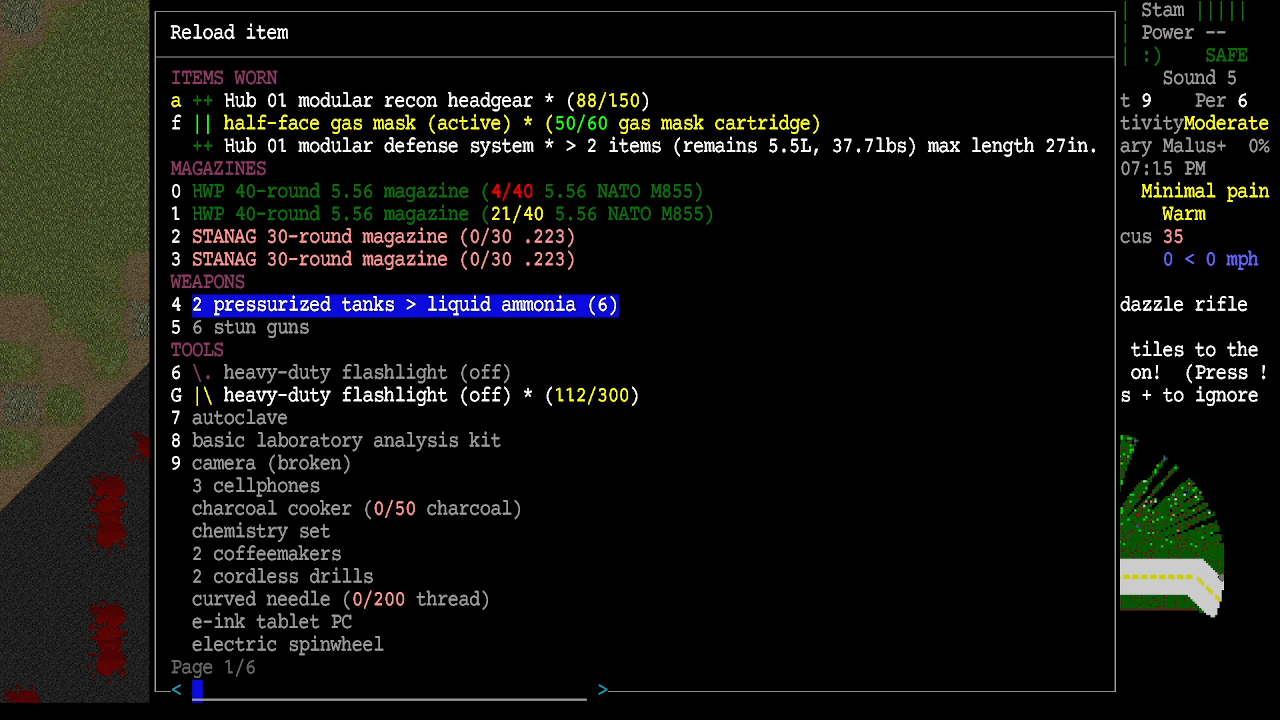 Reload item
ITEMS WORN
a ++ Hub 01 modular recon headgear * (88/150)
f || half-face gas mask (active) * (50/60 gas mask cartridge)
++ Hub 01 modular defense system * > 2 items (remains 5.5L, 37.7lbs) max length 27in.
MAGAZINES
0 HWP 40-round 5.56 magazine (4/40 5.56 NATO M855)
1 HWP 40-round 5.56 magazine (21/40 5.56 NATO M855)
2 STANAG 30-round magazine (0/30 .223)
3 STANAG 30-round magazine (0/30 .223)
WEAPONS
4 2 pressurized tanks > liquid ammonia (6)
5 6 stun guns
TOOLS
6 \. heavy-duty flashlight (off)
G |\ heavy-duty flashlight (off) * (112/300)
7 autoclave
8 basic laboratory analysis kit
9 camera (broken)
3 cellphones
charcoal cooker (0/50 charcoal)
chemistry set
2 coffeemakers
2 cordless drills
curved needle (0/200 thread)
e-ink tablet PC
electric spinwheel
Page 1/6
< >
| Stam |||||
| Power --
| :) SAFE
Sound 5
t 9 Per 6
tivityModerate
ary Malus+ 0%
07:15 PM
Minimal pain
Warm
cus 35
0 < 0 mph
dazzle rifle
tiles to the
on! (Press !
s + to ignore